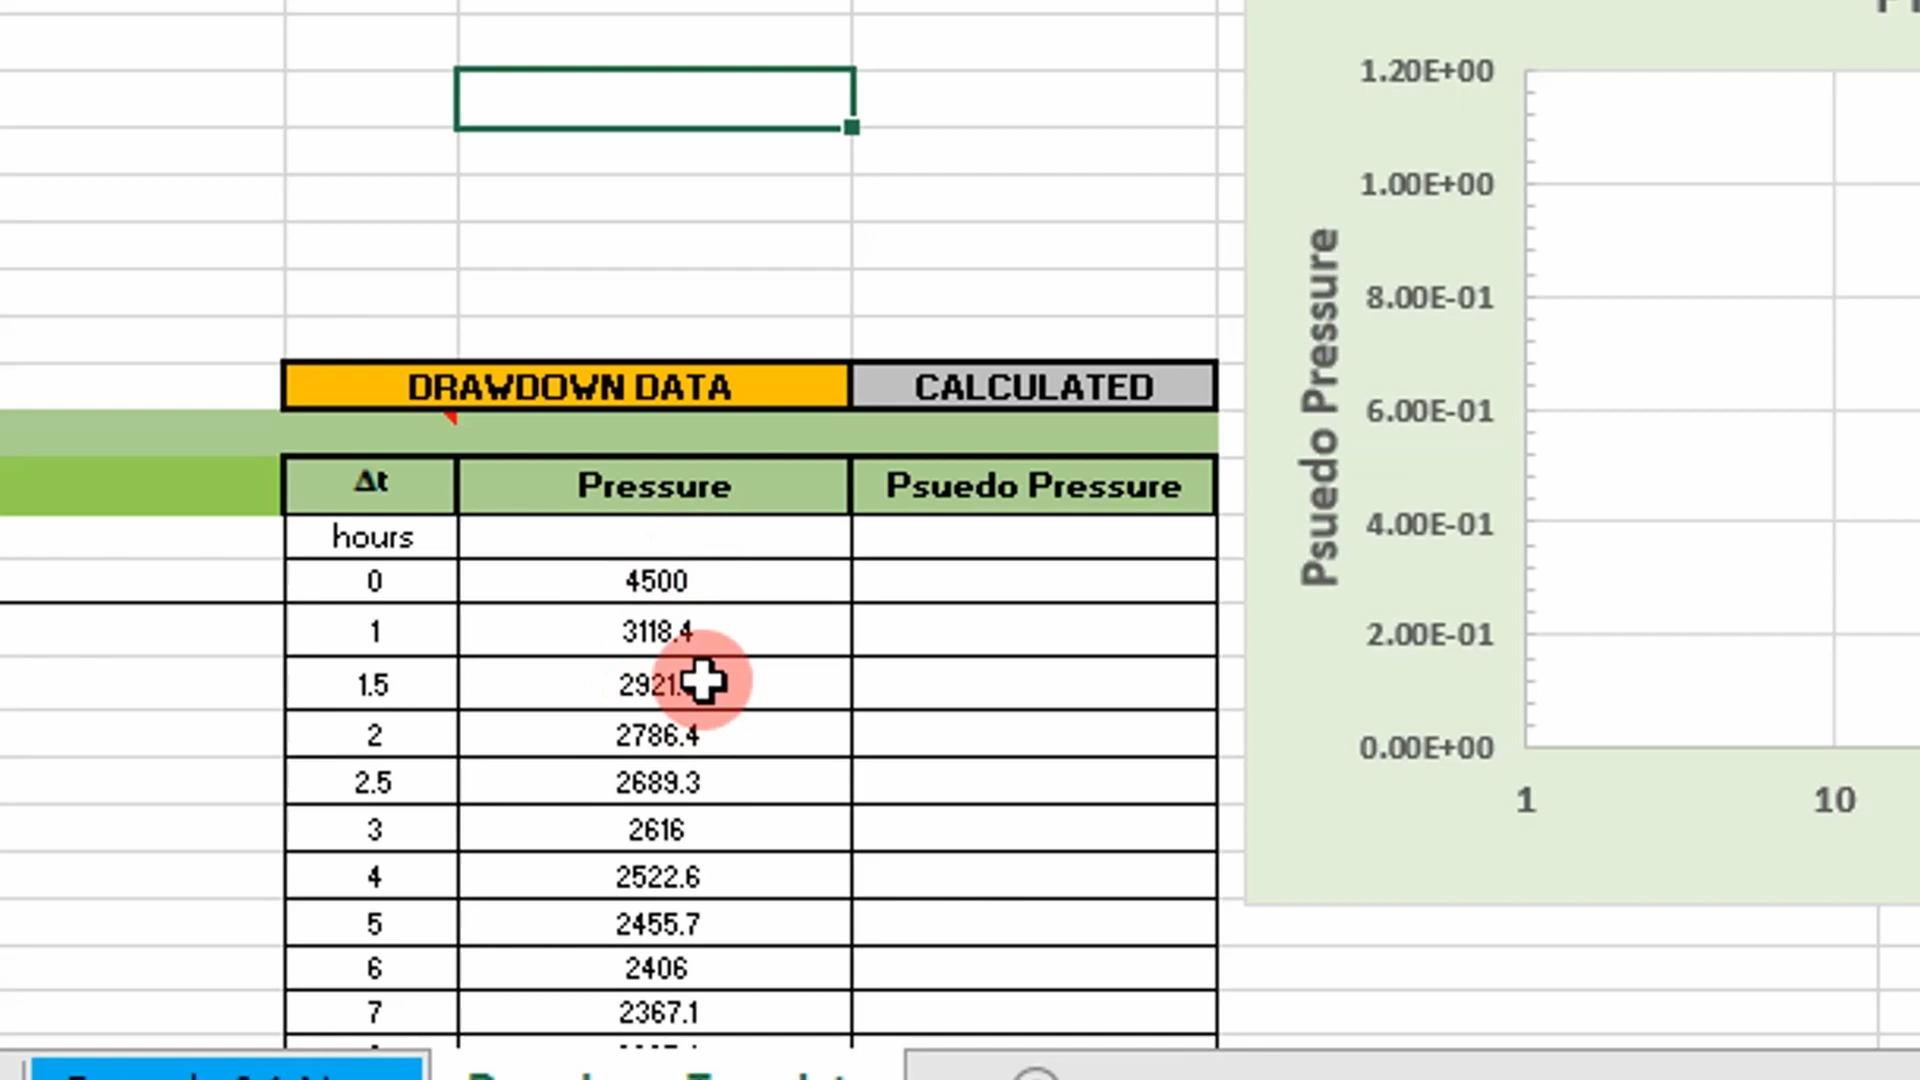 DRAWDOWN DATA CALCULATED
Δt Pressure Psuedo Pressure
hours
0 4500
1 3118.4
1.5
2 2786.4
2.5 2689.3
3 2616
4 2522.6
5 2455.7
6 2406
7 2367.1
Psuedo Pressure
1.20E+00
1.00E+00
8.00E-01
6.00E-01
4.00E-01
2.00E-01
0.00E+00
1 10